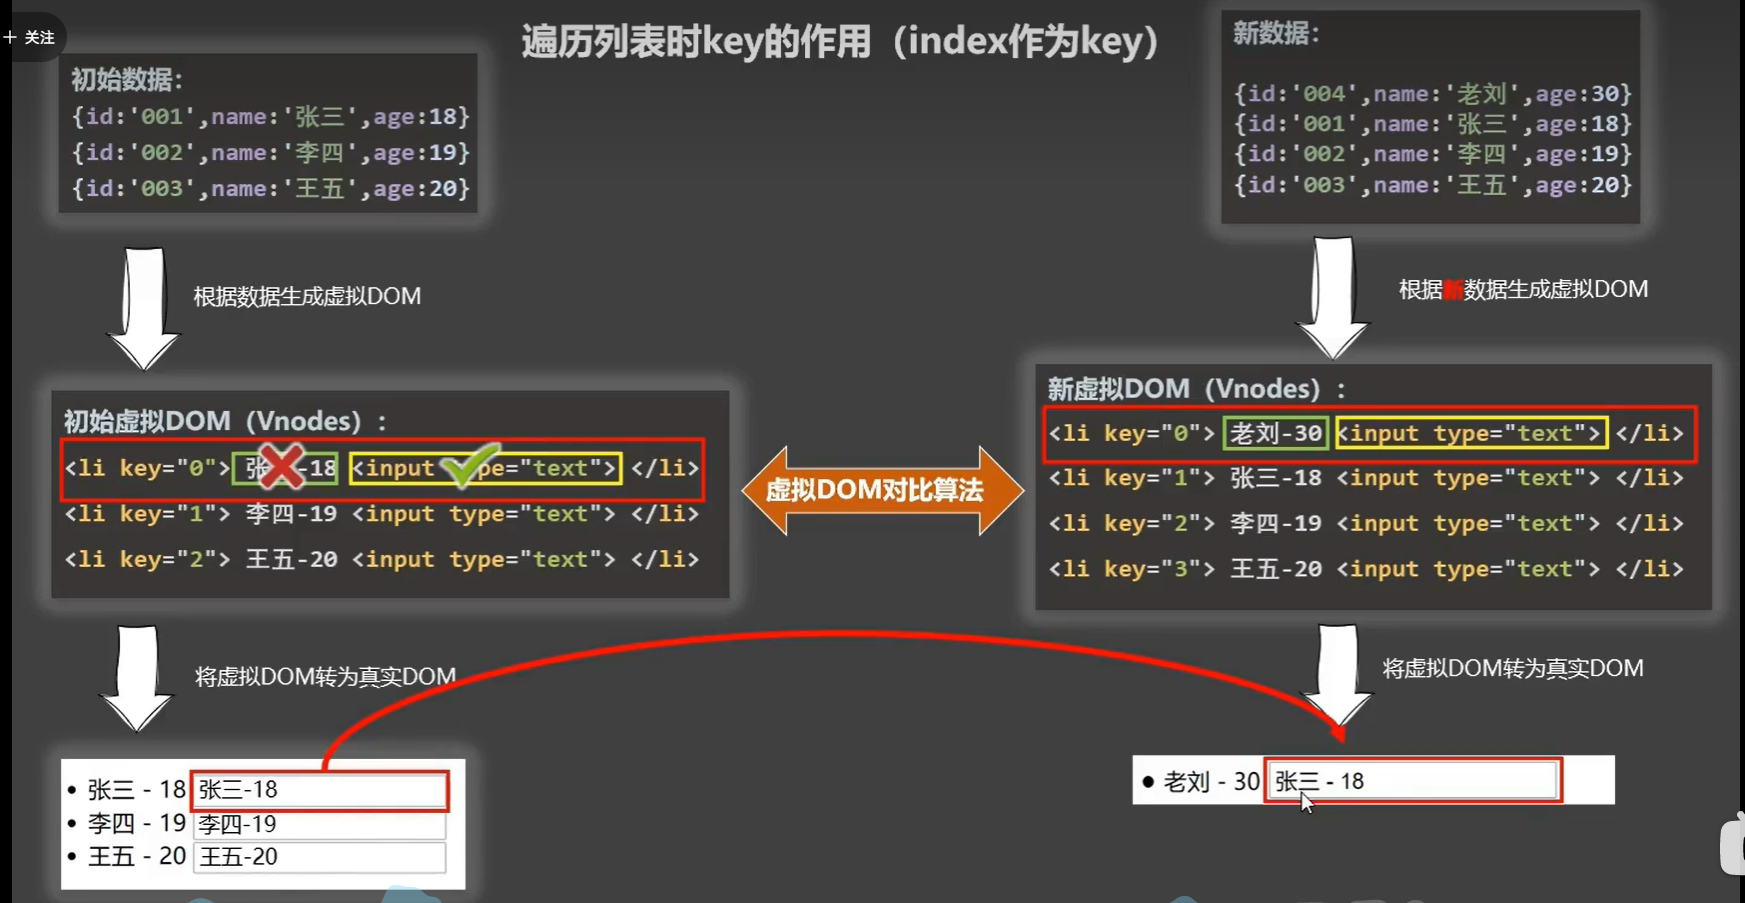 + 关注
遍历列表时key的作用（index作为key）
初始数据：
{id:'001',name:'张三',age:18}
{id:'002',name:'李四',age:19}
{id:'003',name:'王五',age:20}
新数据：
{id:'004',name:'老刘',age:30}
{id:'001',name:'张三',age:18}
{id:'002',name:'李四',age:19}
{id:'003',name:'王五',age:20}
根据数据生成虚拟DOM
根据新数据生成虚拟DOM
初始虚拟DOM（Vnodes）：
<li key="0"> 张三-18 <input type="text"> </li>
<li key="1"> 李四-19 <input type="text"> </li>
<li key="2"> 王五-20 <input type="text"> </li>
虚拟DOM对比算法
新虚拟DOM（Vnodes）：
<li key="0"> 老刘-30 <input type="text"> </li>
<li key="1"> 张三-18 <input type="text"> </li>
<li key="2"> 李四-19 <input type="text"> </li>
<li key="3"> 王五-20 <input type="text"> </li>
将虚拟DOM转为真实DOM
将虚拟DOM转为真实DOM
• 张三 - 18 张三-18
• 李四 - 19 李四-19
• 王五 - 20 王五-20
• 老刘 - 30 张三 - 18